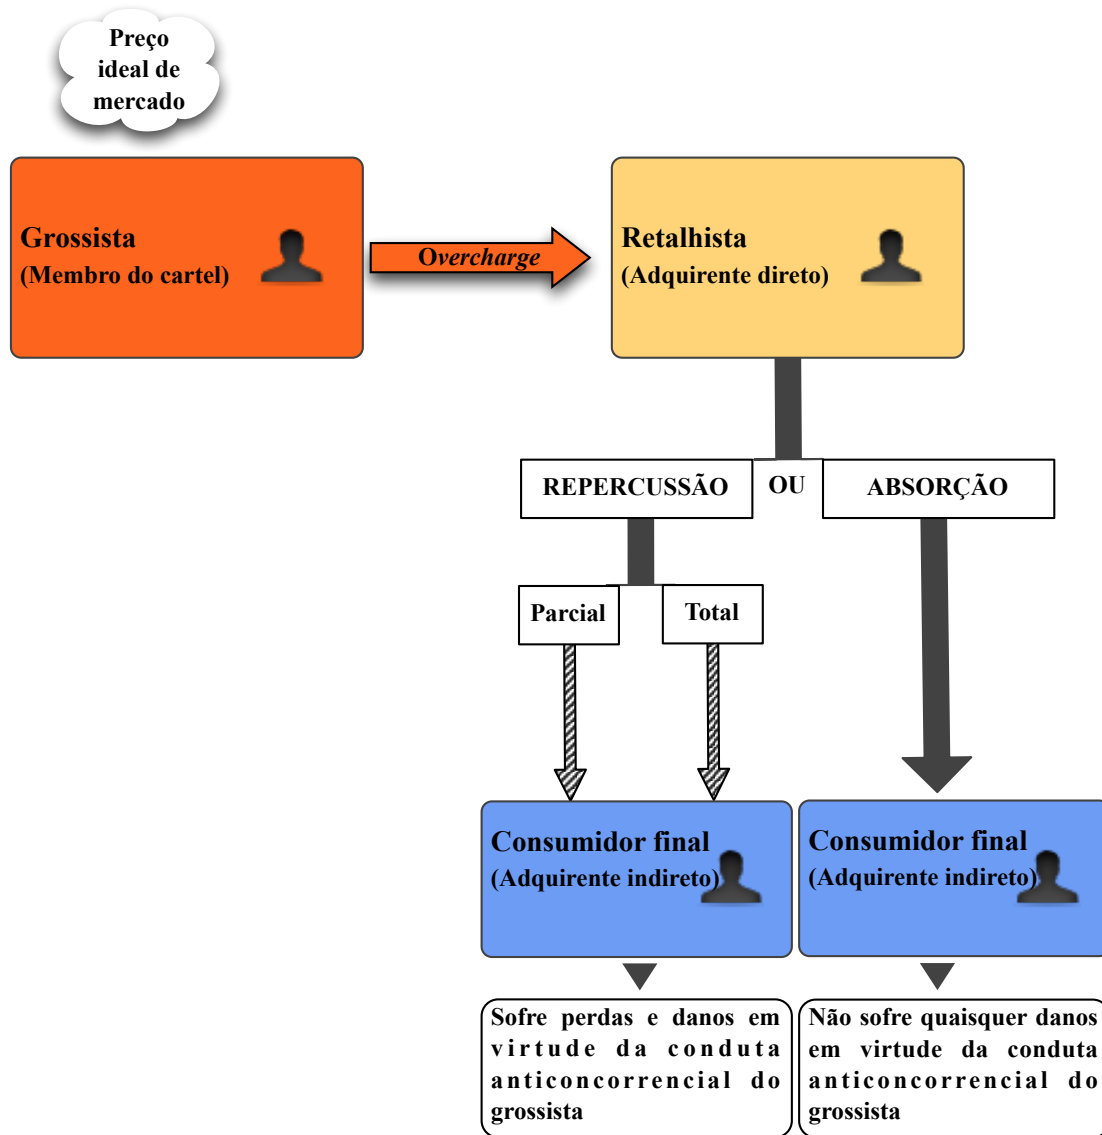 Preço
ideal de
mercado
Grossista
(Membro do cartel)
Overcharge
Retalhista
(Adquirente direto)
REPERCUSSÃO
OU
ABSORÇÃO
Parcial
Total
Consumidor final
(Adquirente indireto)
Consumidor final
(Adquirente indireto)
Sofre perdas e danos em
virtude da conduta
anticoncorrencial do
grossista
Não sofre quaisquer danos
em virtude da conduta
anticoncorrencial do
grossista